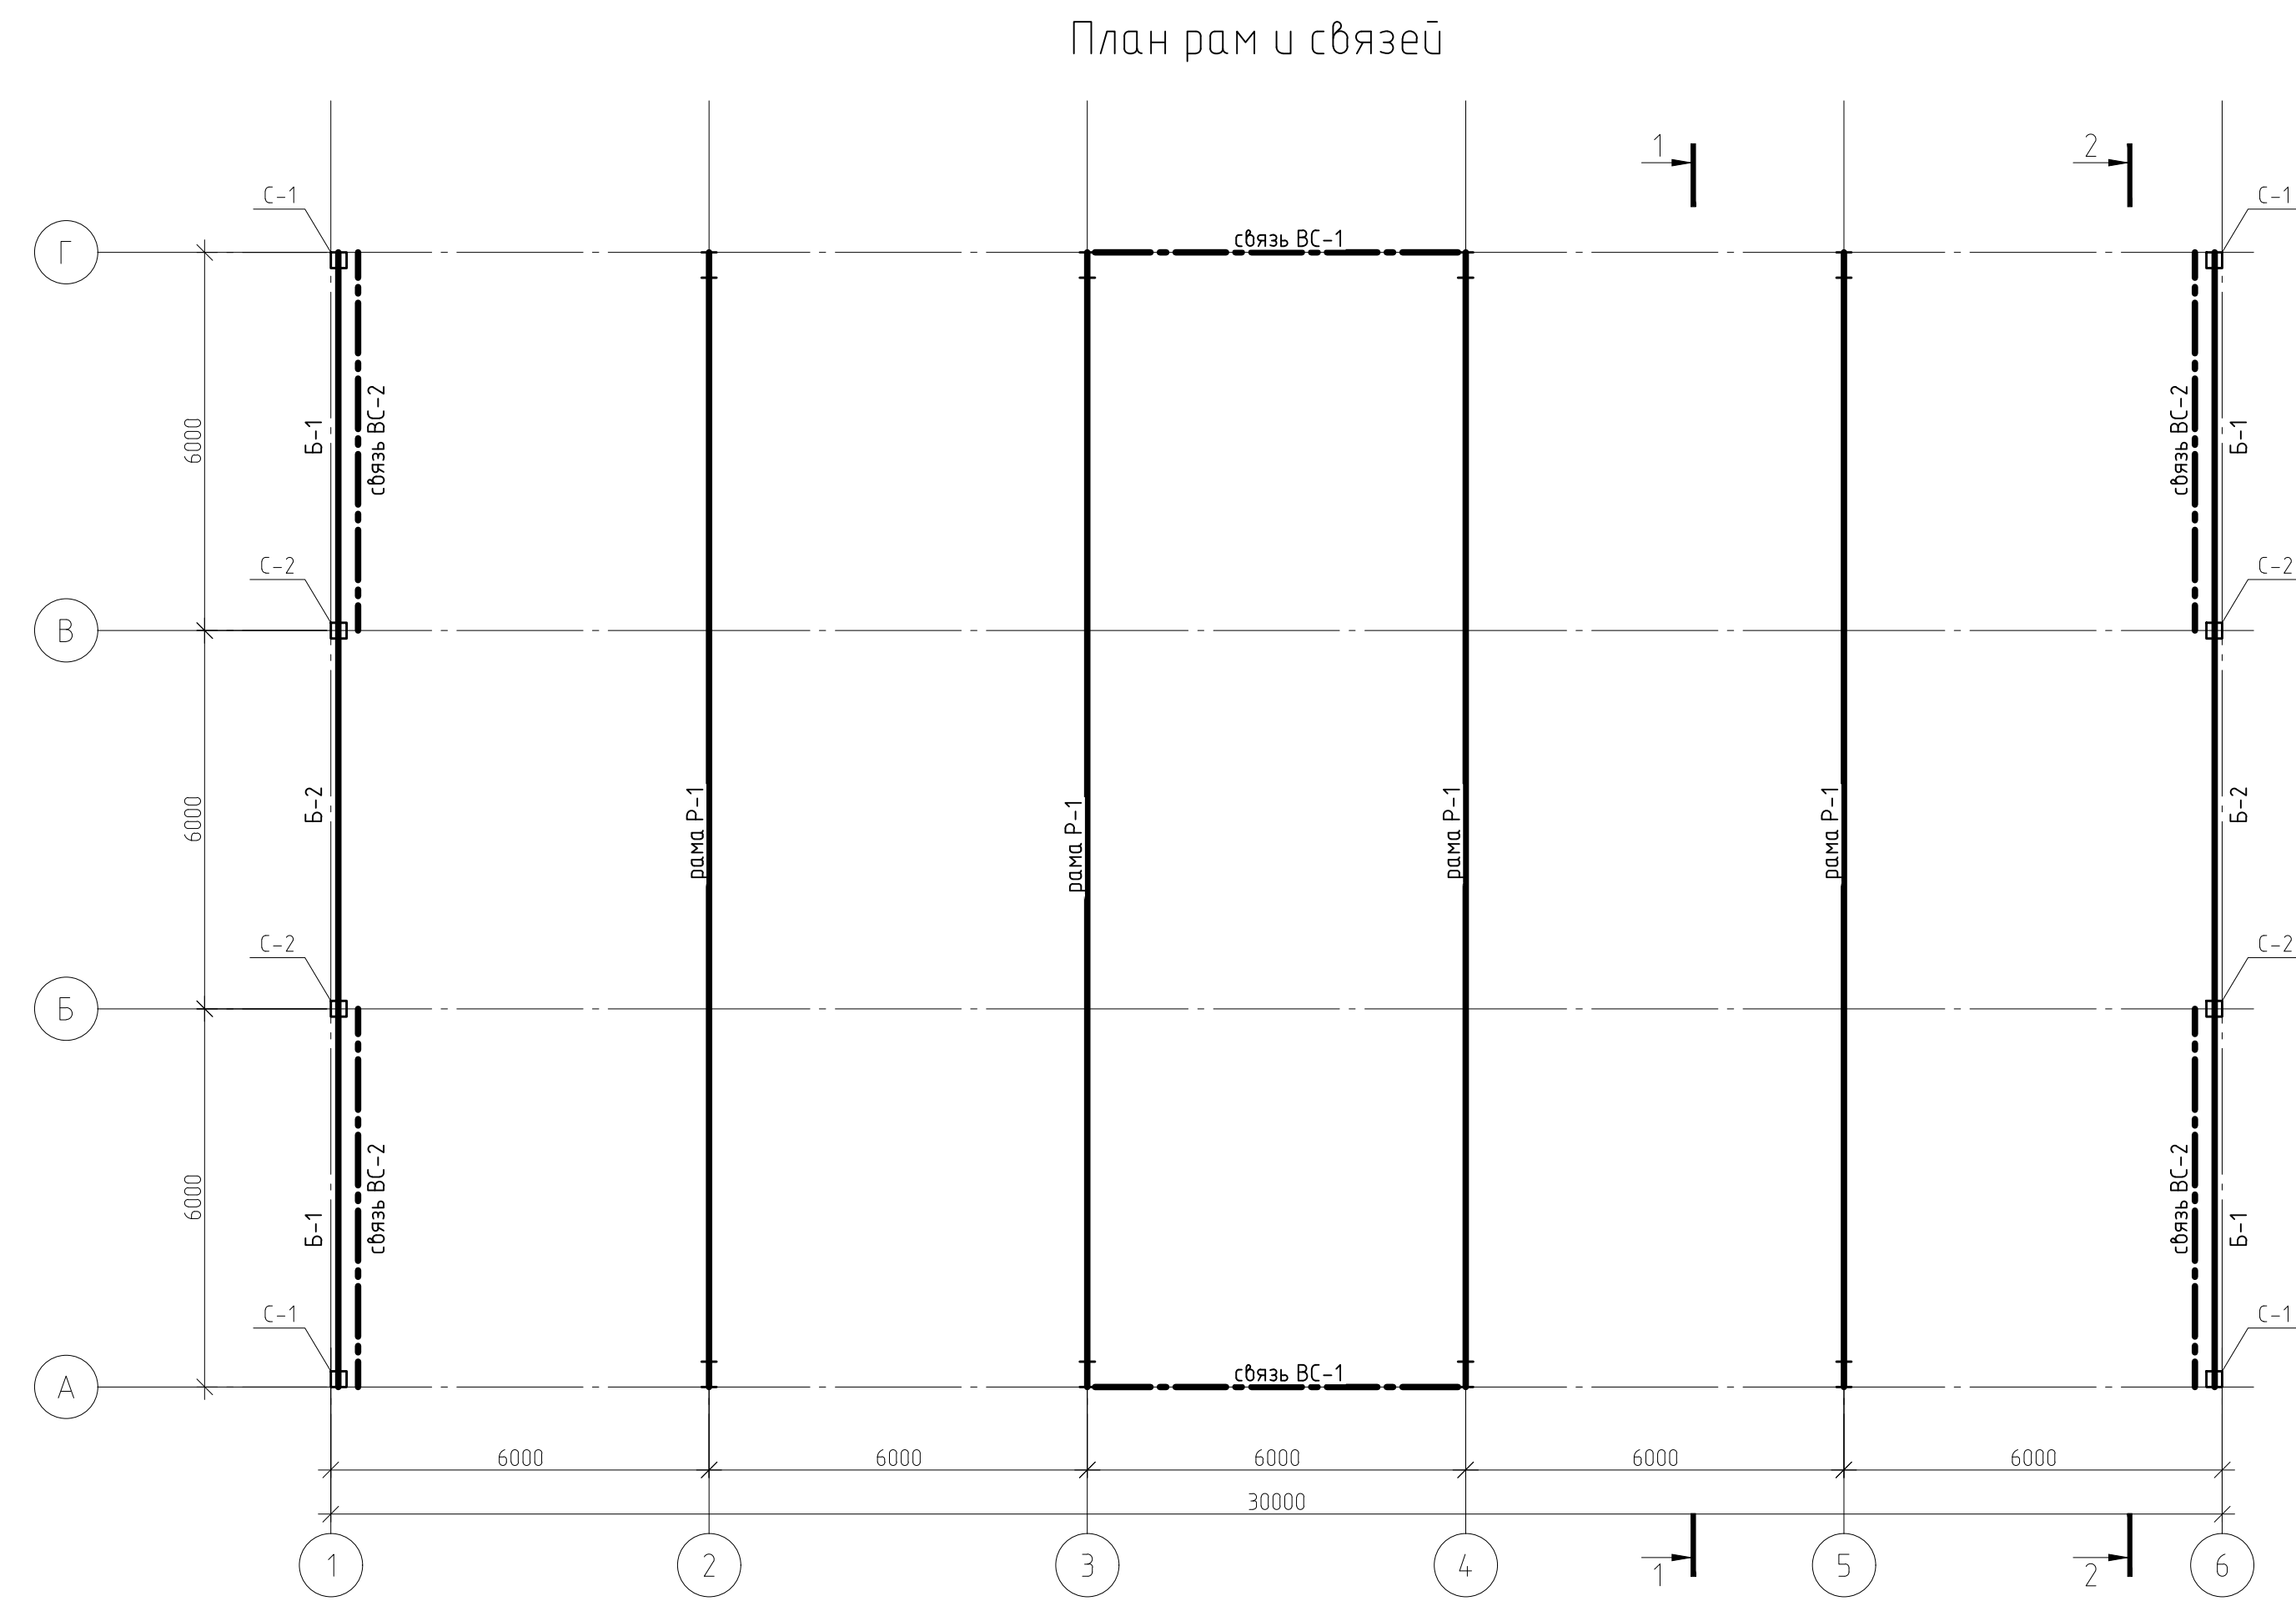 План рам и связей
1
2
С-1
С-1
Г
связь ВС-1
6000
Б-1
связь ВС-2
связь ВС-2
Б-1
С-2
С-2
В
6000
Б-2
рама Р-1
рама Р-1
рама Р-1
рама Р-1
Б-2
С-2
С-2
Б
6000
Б-1
связь ВС-2
связь ВС-2
Б-1
С-1
С-1
связь ВС-1
А
6000
6000
6000
6000
6000
30000
1
2
3
4
1
5
2
6